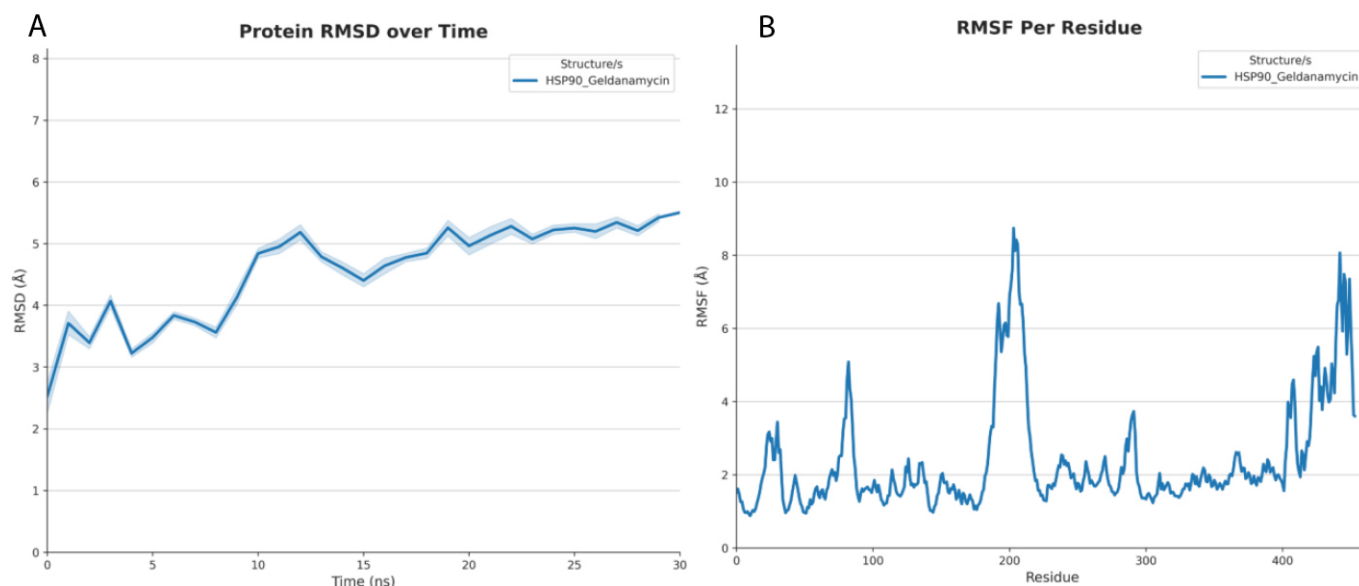 A
Protein RMSD over Time
Structure/s
HSP90_Geldanamycin
8
7
6
5
4
3
2
1
0
RMSD (Å)
0 5 10 15 20 25 30
Time (ns)
B
RMSF Per Residue
Structure/s
HSP90_Geldanamycin
12
10
8
6
4
2
0
RMSF (Å)
0 100 200 300 400
Residue